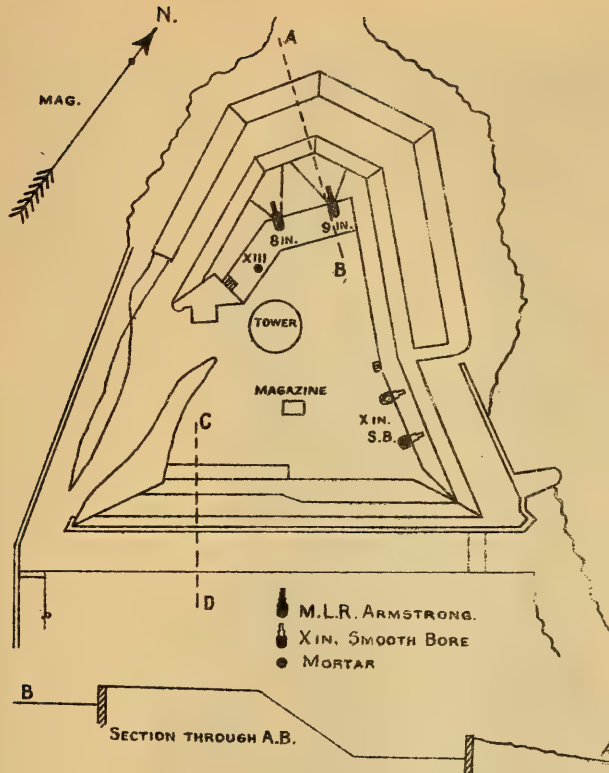 N.
MAG.
A
8 IN.
9 IN.
XIII
B
TOWER
MAGAZINE
C
X IN.
S.B.
D
M.L.R. ARMSTRONG.
X IN. SMOOTH BORE
MORTAR
B
SECTION THROUGH A.B.
A